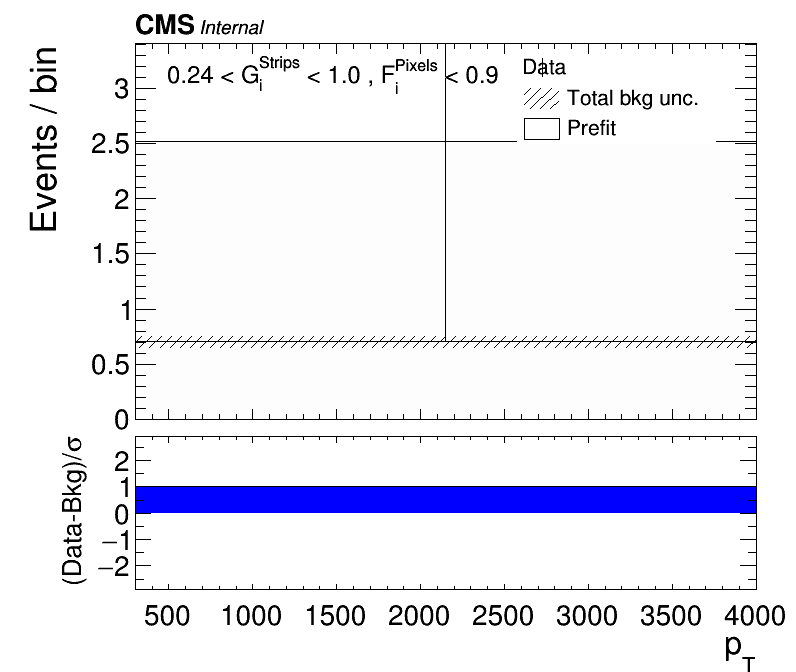 CMS Internal
0.24 < G_i^Strips < 1.0 , F_i^Pixels < 0.9
Data
Total bkg unc.
Prefit
Events / bin
3
2.5
2
1.5
1
0.5
0
(Data-Bkg)/σ
2
1
0
−1
−2
500 1000 1500 2000 2500 3000 3500 4000
p_T